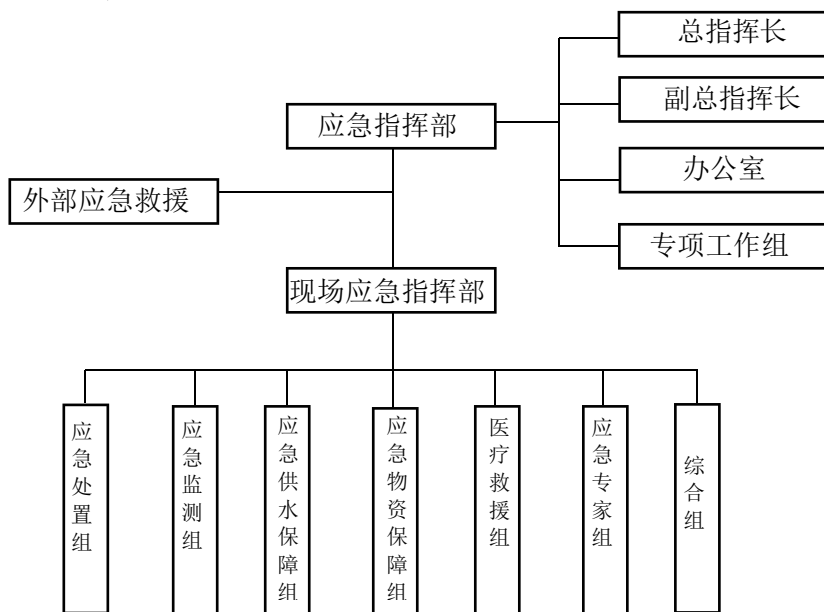 总指挥长
副总指挥长
应急指挥部
办公室
外部应急救援
专项工作组
现场应急指挥部
应急处置组
应急监测组
应急供水保障组
应急物资保障组
医疗救援组
应急专家组
综合组